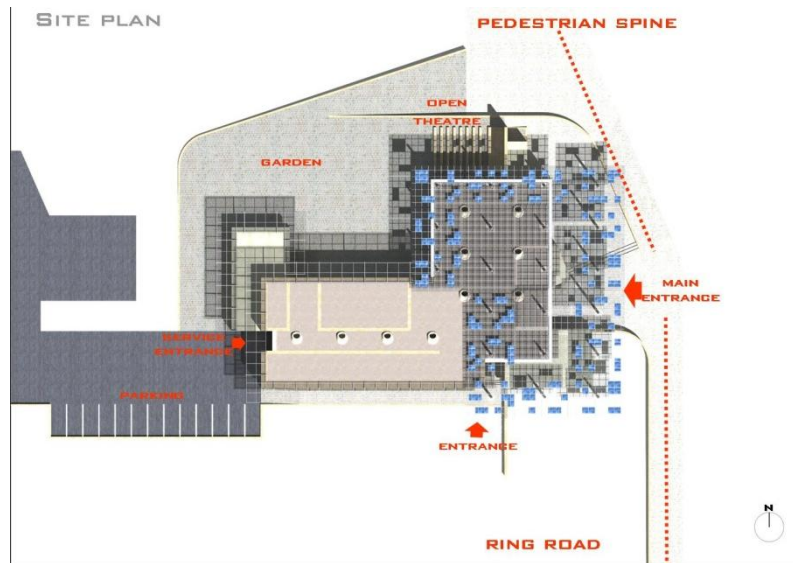 SITE PLAN
PEDESTRIAN SPINE
OPEN
THEATRE
GARDEN
MAIN
ENTRANCE
SERVICE
ENTRANCE
PARKING
ENTRANCE
N
RING ROAD